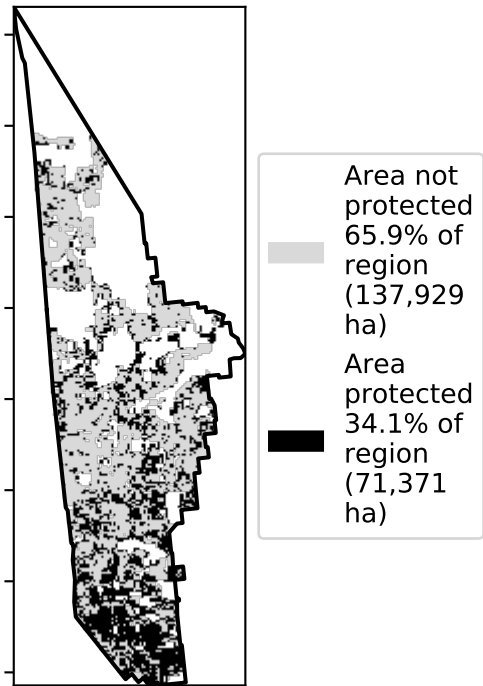 Area not
protected
65.9% of
region
(137,929
ha)
Area
protected
34.1% of
region
(71,371
ha)